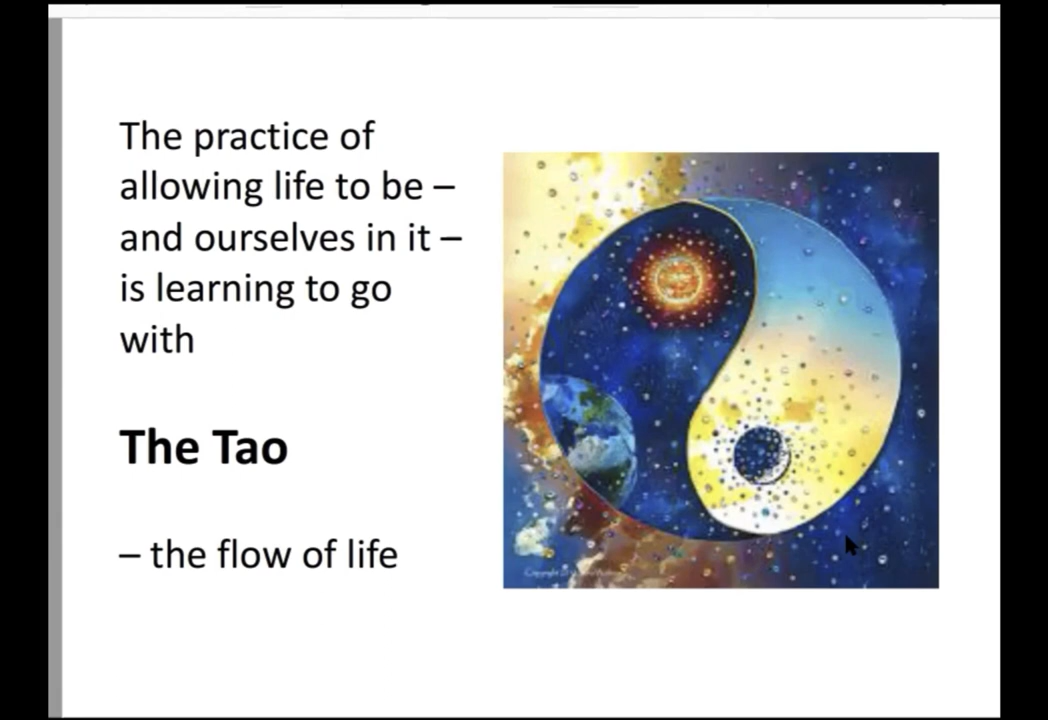 The practice of
allowing life to be –
and ourselves in it –
is learning to go
with
The Tao
– the flow of life
Copyright